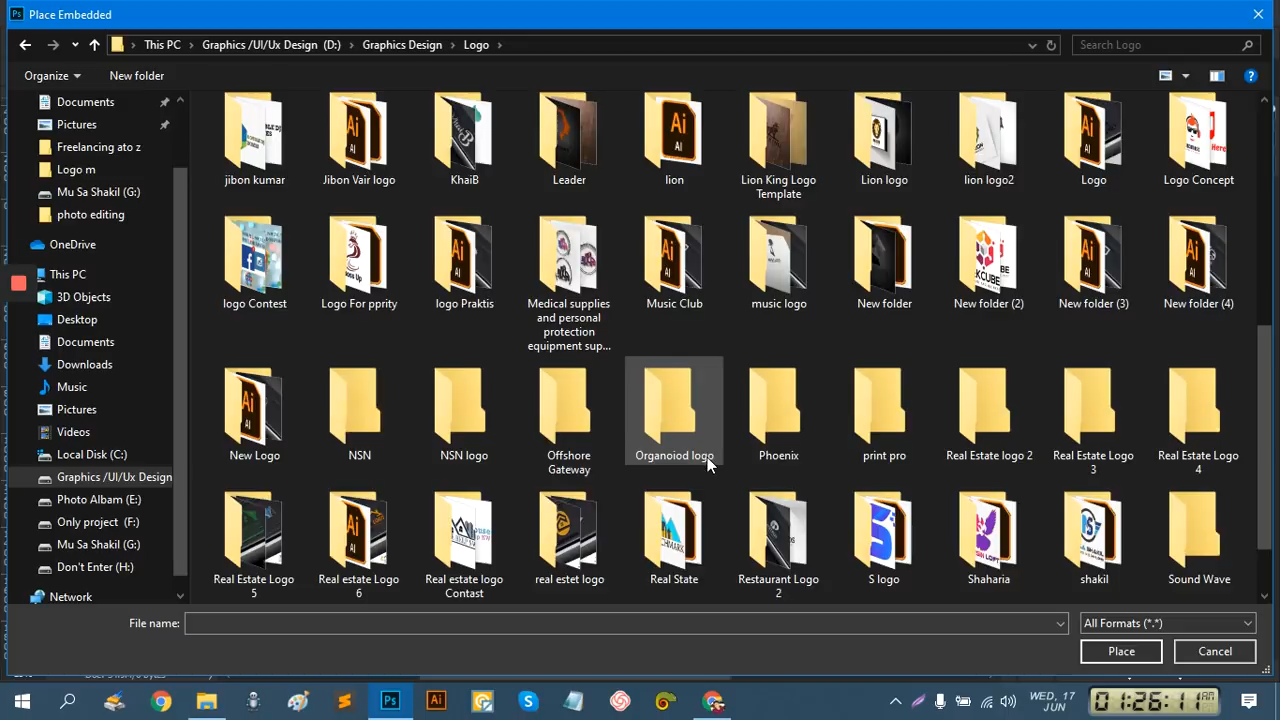 Ps Place Embedded
This PC > Graphics /UI/Ux Design (D:) > Graphics Design > Logo >
Search Logo
Organize New folder
Documents
Pictures
Freelancing ato z
Logo m
Mu Sa Shakil (G:)
photo editing
OneDrive
This PC
3D Objects
Desktop
Documents
Downloads
Music
Pictures
Videos
Local Disk (C:)
Graphics /UI/Ux Design
Photo Albam (E:)
Only project (F:)
Mu Sa Shakil (G:)
Don't Enter (H:)
Network
jibon kumar
Jibon Vair logo
KhaiB
Leader
lion
Lion King Logo
Template
Lion logo
lion logo2
Logo
Logo Concept
logo Contest
Logo For pprity
logo Praktis
Medical supplies
and personal
protection
equipment sup...
Music Club
music logo
New folder
New folder (2)
New folder (3)
New folder (4)
New Logo
NSN
NSN logo
Offshore
Gateway
Organoiod logo
Phoenix
print pro
Real Estate logo 2
Real Estate Logo
3
Real Estate Logo
4
Real Estate Logo
5
Real estate Logo
6
Real estate logo
Contast
real estet logo
Real State
Restaurant Logo
2
S logo
Shaharia
shakil
Sound Wave
File name:
All Formats (*.*)
Place Cancel
Ps
Ai
WED, 17
JUN
01:26:11